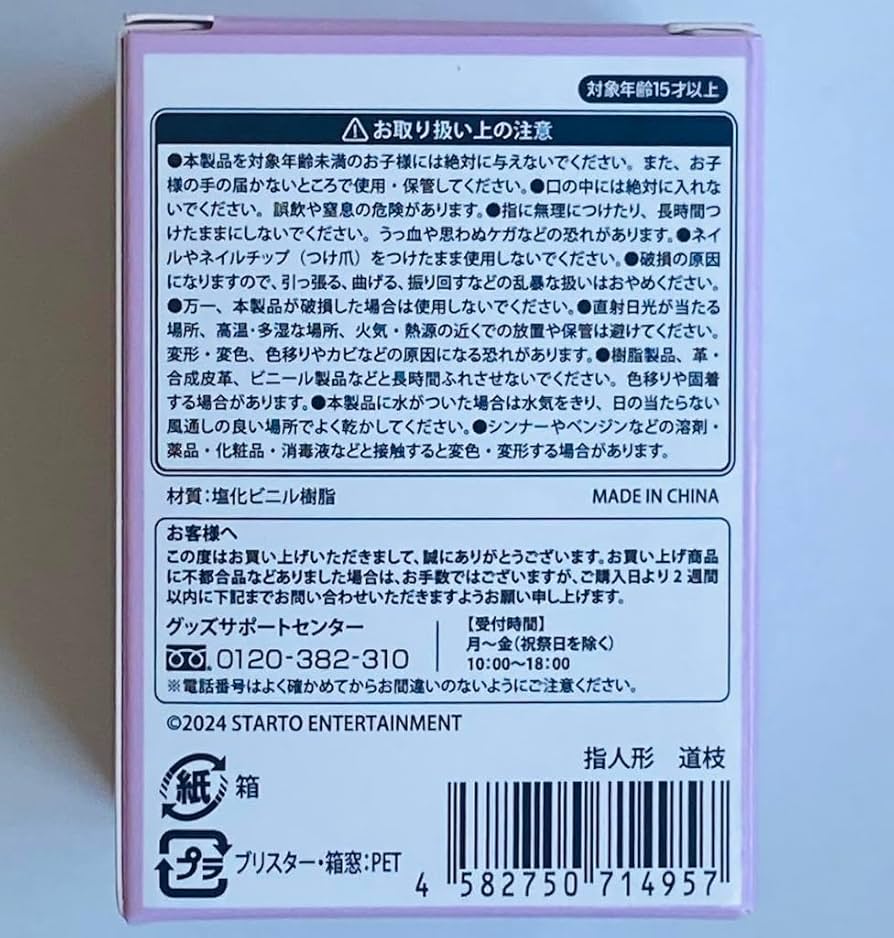 対象年齢15才以上
⚠お取り扱い上の注意
●本製品を対象年齢未満のお子様には絶対に与えないでください。また、お子
様の手の届かないところで使用・保管してください。●口の中には絶対に入れな
いでください。誤飲や窒息の危険があります。●指に無理につけたり、長時間つ
けたままにしないでください。うっ血や思わぬケガなどの恐れがあります。●ネイ
ルやネイルチップ（つけ爪）をつけたまま使用しないでください。●破損の原因
になりますので、引っ張る、曲げる、振り回すなどの乱暴な扱いはおやめください。
●万一、本製品が破損した場合は使用しないでください。●直射日光が当たる
場所、高温・多湿な場所、火気・熱源の近くでの放置や保管は避けてください。
変形・変色、色移りやカビなどの原因になる恐れがあります。●樹脂製品、革・
合成皮革、ビニール製品などと長時間ふれさせないでください。色移りや固着
する場合があります。●本製品に水がついた場合は水気をきり、日の当たらない
風通しの良い場所でよく乾かしてください。●シンナーやベンジンなどの溶剤・
薬品・化粧品・消毒液などと接触すると変色・変形する場合があります。
材質：塩化ビニル樹脂 MADE IN CHINA
お客様へ
この度はお買い上げいただきまして、誠にありがとうございます。お買い上げ商品
に不都合品などありました場合は、お手数ではございますが、ご購入日より2週間
以内に下記までお問い合わせいただきますようお願い申し上げます。
グッズサポートセンター
0120-382-310
【受付時間】
月～金（祝祭日を除く）
10:00～18:00
※電話番号はよく確かめてからお間違いのないようにご注意ください。
©2024 STARTO ENTERTAINMENT
指人形 道枝
紙 箱
プラ ブリスター・箱窓：PET
4 582750 714957